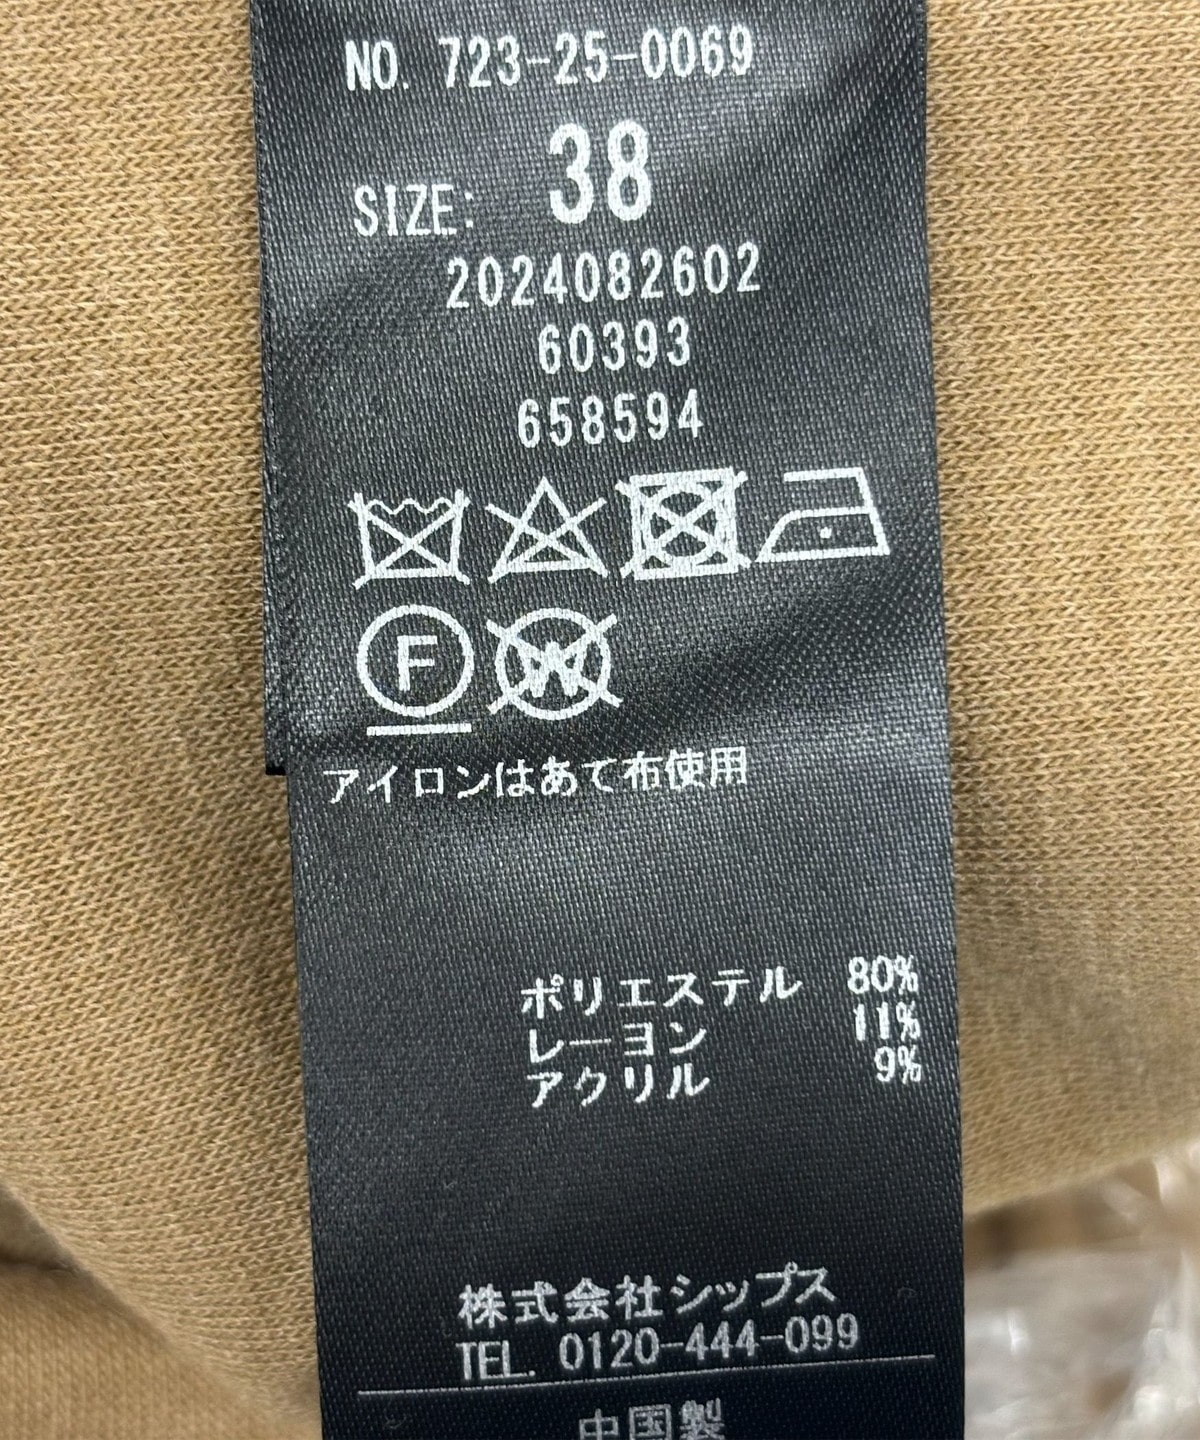 NO. 723-25-0069
SIZE: 38
2024082602
60393
658594
F W
アイロンはあて布使用
ポリエステル 80%
レーヨン 11%
アクリル 9%
株式会社シップス
TEL. 0120-444-099
中国製